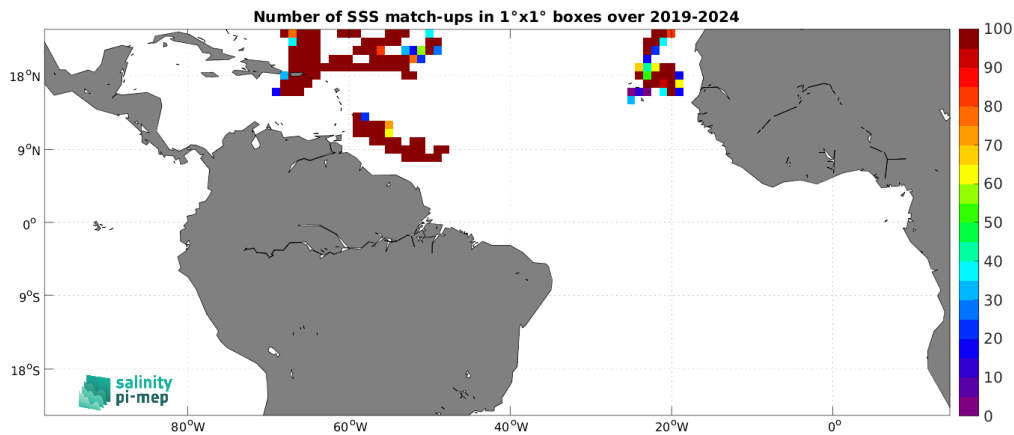 Number of SSS match-ups in 1°x1° boxes over 2019-2024
100
90
80
70
60
50
40
30
20
10
0
18°N
9°N
0°
9°S
18°S
salinity
pi-mep
80°W
60°W
40°W
20°W
0°